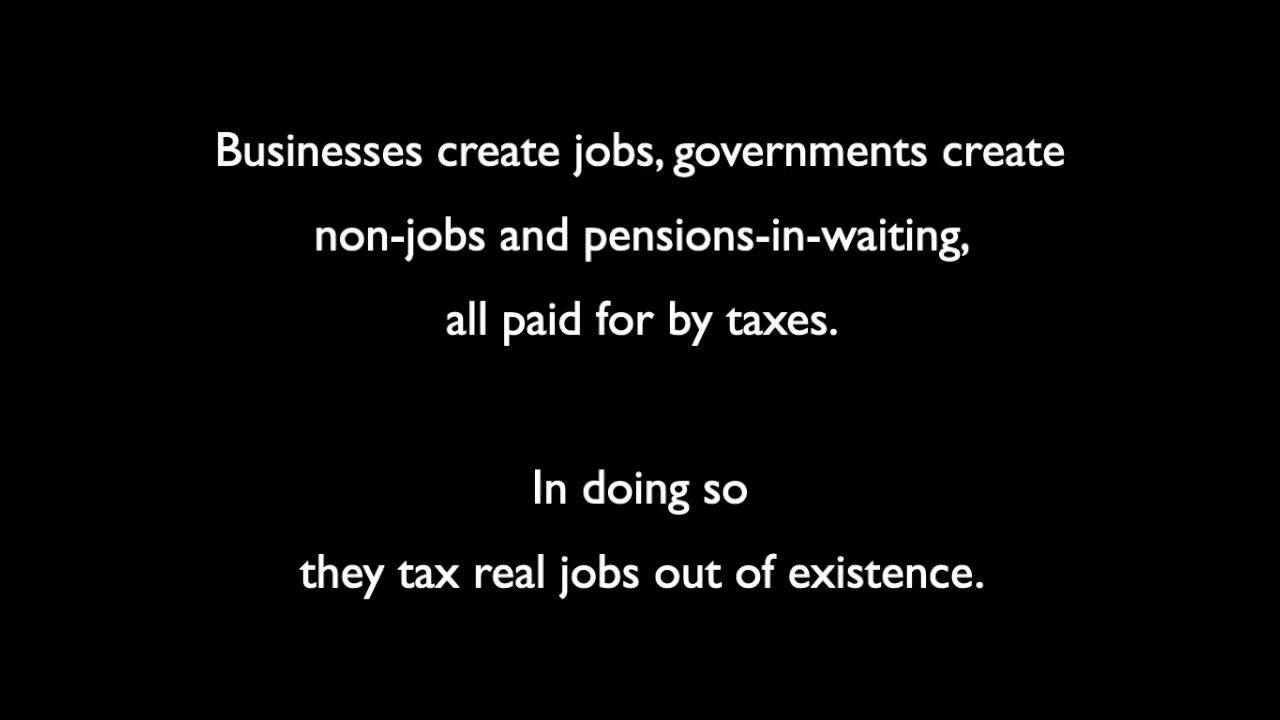 Businesses create jobs, governments create
non-jobs and pensions-in-waiting,
all paid for by taxes.
In doing so
they tax real jobs out of existence.